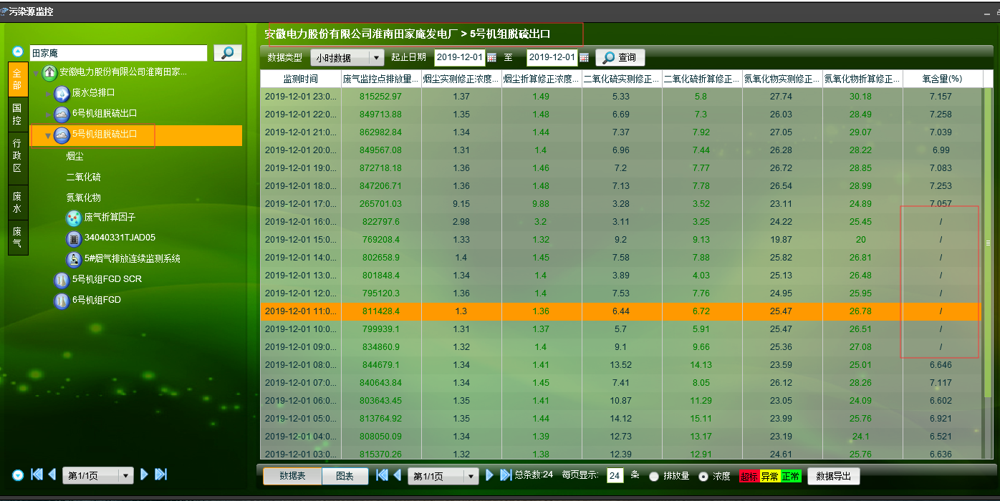 污染源监控
安徽电力股份有限公司淮南田家庵发电厂 > 5号机组脱硫出口
田家庵
数据类型 小时数据 起止日期 2019-12-01 至 2019-12-01 查询
全部
国控
行政区
废水
废气
安徽电力股份有限公司淮南田家...
废水总排口
6号机组脱硫出口
5号机组脱硫出口
烟尘
二氧化硫
氮氧化物
废气折算因子
34040331TJAD05
5#烟气排放连续监测系统
5号机组FGD SCR
6号机组FGD
第1/1页
监测时间 废气监控点排放量... 烟尘实测修正浓度... 烟尘折算修正浓度... 二氧化硫实测修正... 二氧化硫折算修正... 氮氧化物实测修正... 氮氧化物折算修正... 氧含量(%)
2019-12-01 23:0... 815252.97 1.37 1.49 5.33 5.8 27.74 30.18 7.157
2019-12-01 22:0... 849713.88 1.35 1.48 6.69 7.3 26.03 28.49 7.258
2019-12-01 21:0... 862982.84 1.34 1.44 7.37 7.92 27.05 29.07 7.039
2019-12-01 20:0... 849567.08 1.31 1.4 6.96 7.44 26.28 28.22 6.99
2019-12-01 19:0... 872718.18 1.36 1.46 7.2 7.77 26.72 28.85 7.083
2019-12-01 18:0... 847206.71 1.36 1.48 7.13 7.78 26.54 28.99 7.253
2019-12-01 17:0... 265701.03 9.15 9.88 3.28 3.52 23.11 24.89 7.057
2019-12-01 16:0... 822797.6 2.98 3.2 3.11 3.25 24.22 25.45 /
2019-12-01 15:0... 769208.4 1.33 1.32 9.2 9.13 19.87 20 /
2019-12-01 14:0... 802658.9 1.4 1.45 7.58 7.88 25.82 26.81 /
2019-12-01 13:0... 801848.4 1.34 1.4 3.89 4.03 25.13 26.48 /
2019-12-01 12:0... 795120.3 1.36 1.4 7.53 7.76 24.95 25.95 /
2019-12-01 11:0... 811428.4 1.3 1.36 6.44 6.72 25.47 26.78 /
2019-12-01 10:0... 799939.1 1.31 1.37 5.7 5.91 25.47 26.51 /
2019-12-01 09:0... 834860.9 1.32 1.4 9.1 9.66 25.36 27.08 /
2019-12-01 08:0... 844679.1 1.34 1.41 13.52 14.13 23.59 25.01 6.646
2019-12-01 07:0... 840643.84 1.34 1.45 7.41 8.05 26.12 28.26 7.117
2019-12-01 06:0... 803643.45 1.35 1.41 10.87 11.29 23.05 24.09 6.602
2019-12-01 05:0... 813764.92 1.35 1.44 14.12 15.11 23.99 25.76 6.921
2019-12-01 04:0... 808050.09 1.34 1.39 12.73 13.17 23.19 24.1 6.521
2019-12-01 03:0... 815370.26 1.32 1.38 12.39 12.91 24.61 25.76 6.636
数据表 图表 第1/1页 总条数:24 每页显示: 24 条 排放量 浓度 超标 异常 正常 数据导出